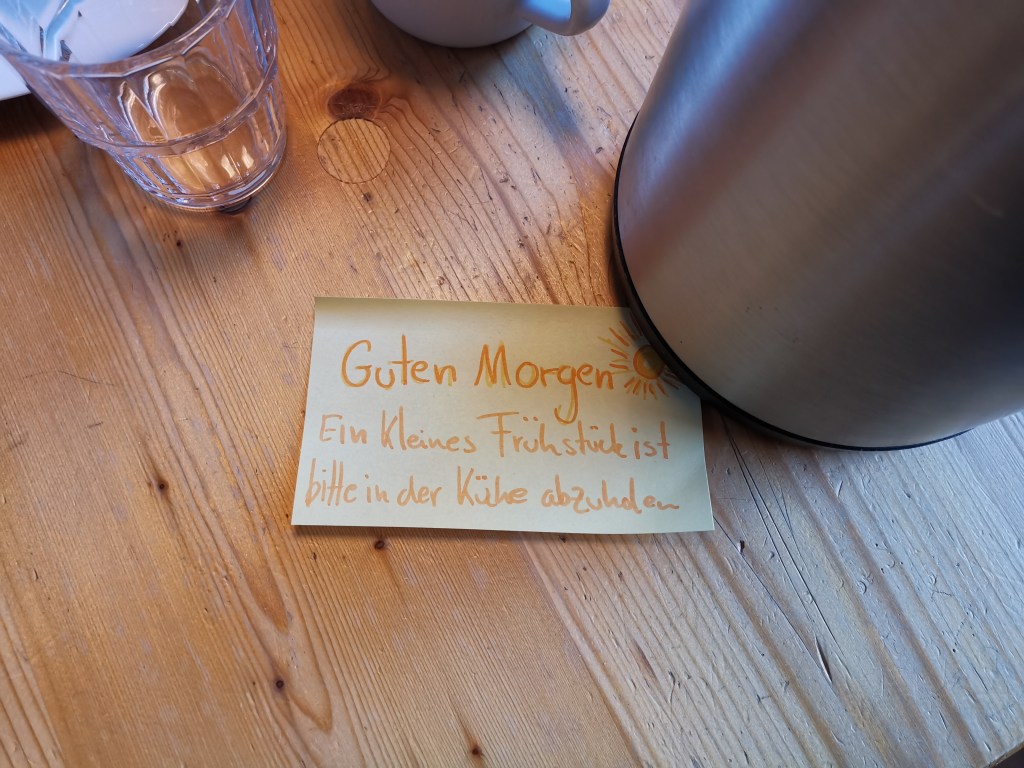 Guten Morgen
Ein kleines Frühstück ist
bitte in der Küche abzuholen